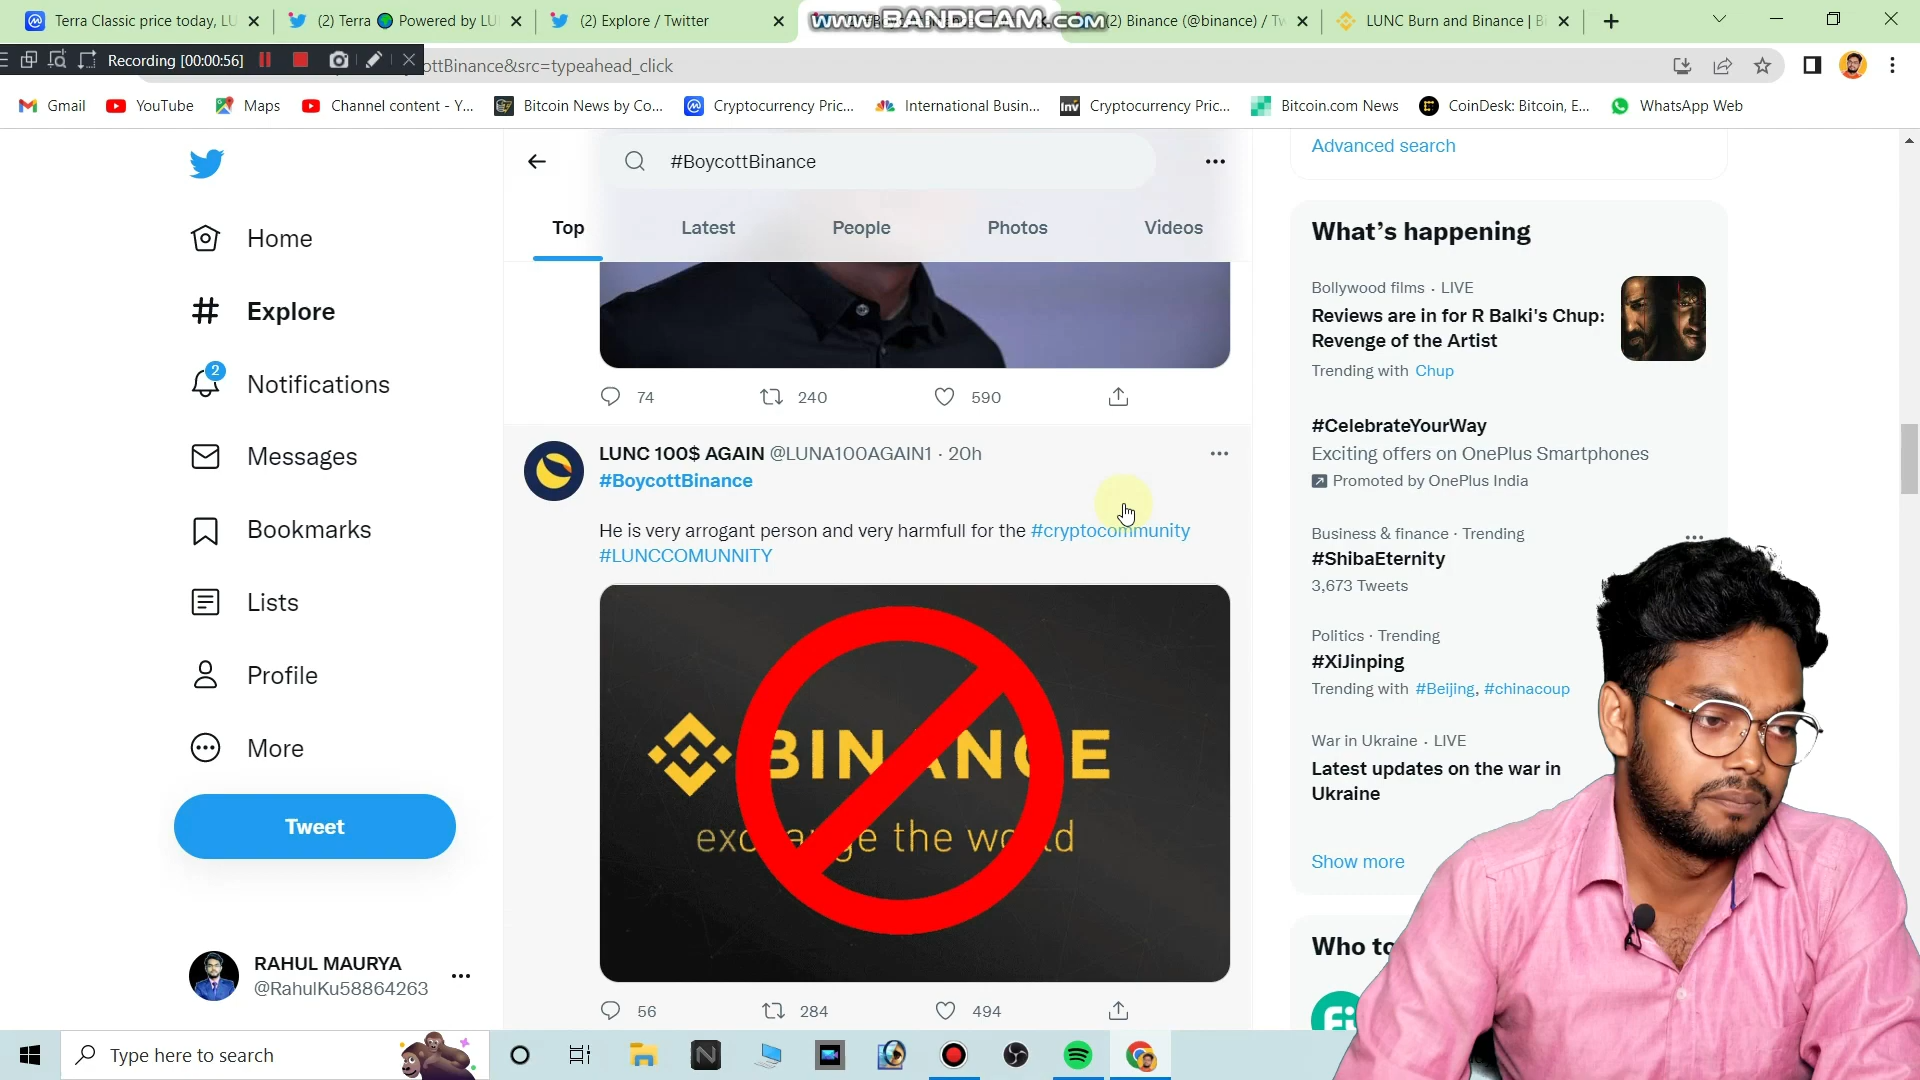 Terra Classic price today, LU
(2) Terra Powered by LU
(2) Explore / Twitter
www.BANDICAM.com
(2) Binance (@binance) / Tw
LUNC Burn and Binance | Bi
Recording [00:00:56]
ottBinance&src=typeahead_click
Gmail
YouTube
Maps
Channel content - Y...
Bitcoin News by Co...
Cryptocurrency Pric...
International Busin...
Cryptocurrency Pric...
Bitcoin.com News
CoinDesk: Bitcoin, E...
WhatsApp Web
Home
Explore
2
Notifications
Messages
Bookmarks
Lists
Profile
More
Tweet
RAHUL MAURYA
@RahulKu58864263
#BoycottBinance
Top
Latest
People
Photos
Videos
74
240
590
LUNC 100$ AGAIN @LUNA100AGAIN1 · 20h
#BoycottBinance
He is very arrogant person and very harmfull for the #cryptocommunity
#LUNCCOMUNNITY
BINANCE
exchange the world
56
284
494
Advanced search
What's happening
Bollywood films · LIVE
Reviews are in for R Balki's Chup:
Revenge of the Artist
Trending with Chup
#CelebrateYourWay
Exciting offers on OnePlus Smartphones
Promoted by OnePlus India
Business & finance · Trending
#ShibaEternity
3,673 Tweets
Politics · Trending
#XiJinping
Trending with #Beijing, #chinacoup
War in Ukraine · LIVE
Latest updates on the war in
Ukraine
Show more
Who to
Type here to search